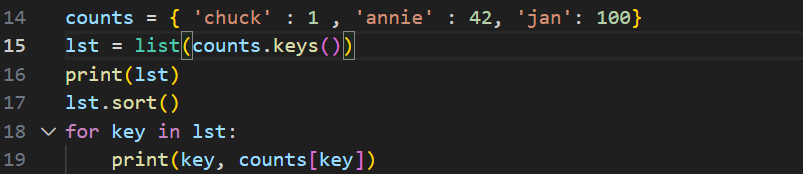 14 counts = { 'chuck' : 1 , 'annie' : 42, 'jan': 100}
15 lst = list(counts.keys())
16 print(lst)
17 lst.sort()
18 for key in lst:
19     print(key, counts[key])